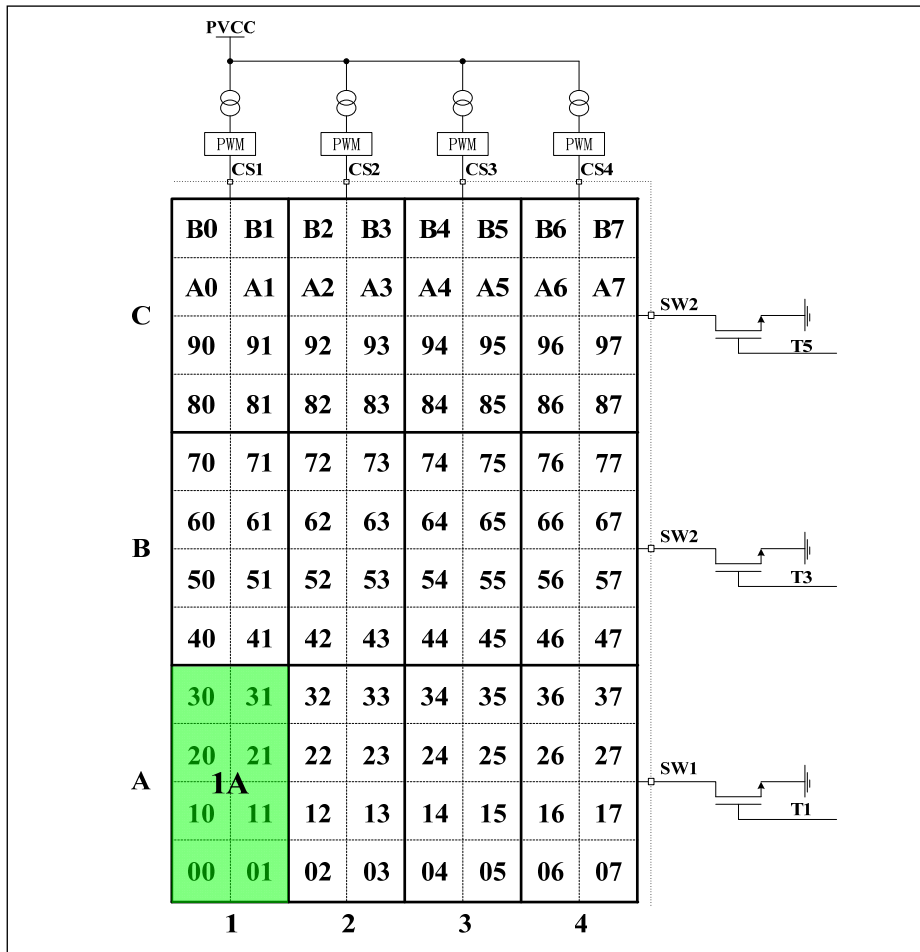 PVCC
PWM PWM PWM PWM
CS1 CS2 CS3 CS4
B0 B1 B2 B3 B4 B5 B6 B7
A0 A1 A2 A3 A4 A5 A6 A7
C SW2
T5
90 91 92 93 94 95 96 97
80 81 82 83 84 85 86 87
70 71 72 73 74 75 76 77
60 61 62 63 64 65 66 67
B SW2
T3
50 51 52 53 54 55 56 57
40 41 42 43 44 45 46 47
30 31 32 33 34 35 36 37
20 21 22 23 24 25 26 27
A 1A SW1
T1
10 11 12 13 14 15 16 17
00 01 02 03 04 05 06 07
1 2 3 4